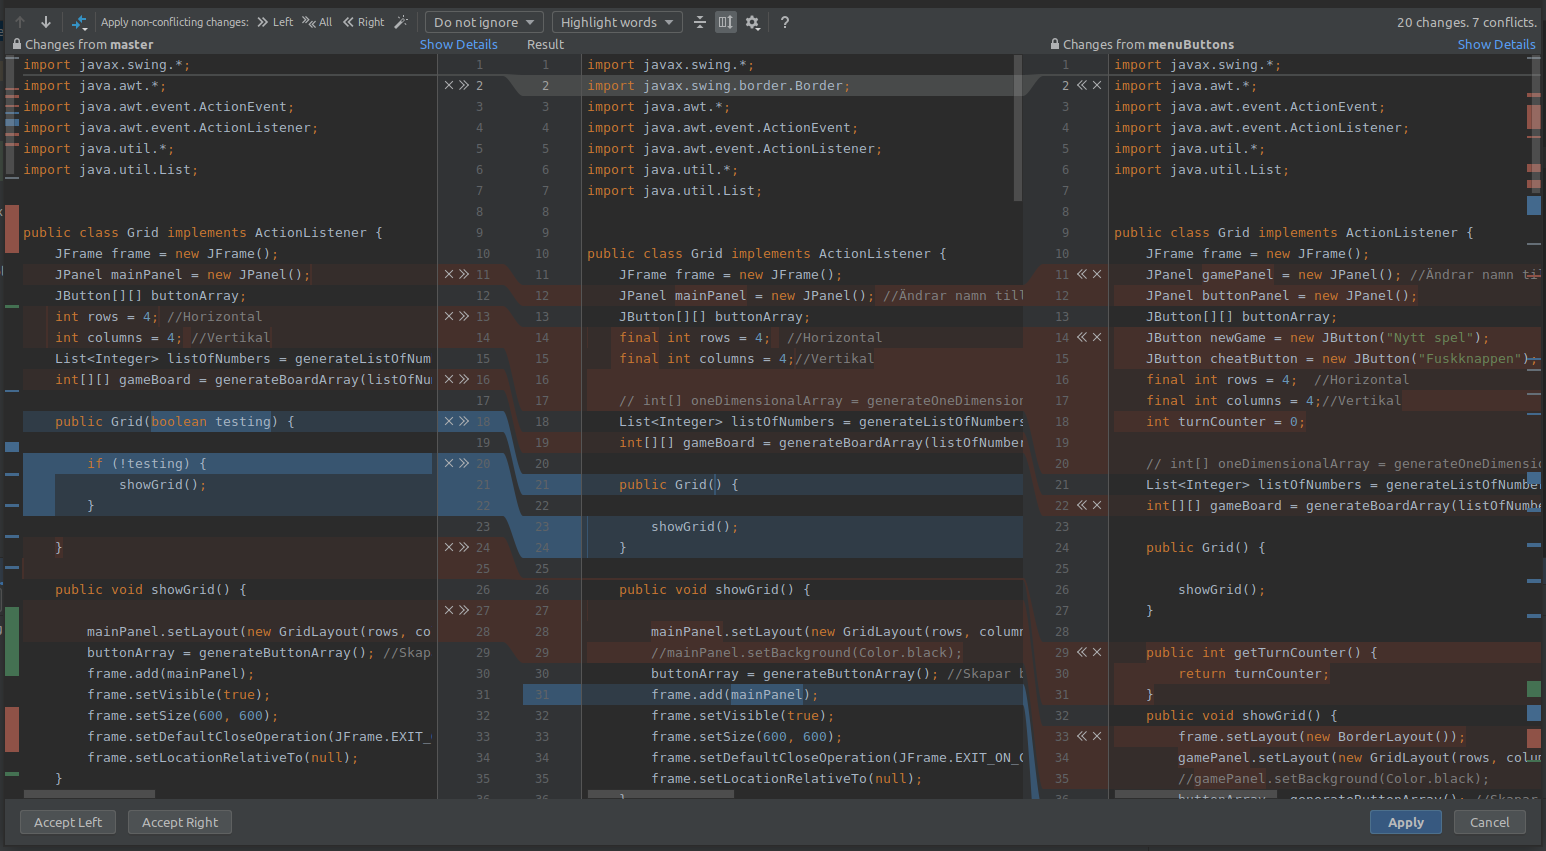 Apply non-conflicting changes: Left All Right Do not ignore Highlight words ? 20 changes. 7 conflicts.
Changes from master Show Details Result Changes from menuButtons Show Details
import javax.swing.*; 1
import java.awt.*; 2
import java.awt.event.ActionEvent; 3
import java.awt.event.ActionListener; 4
import java.util.*; 5
import java.util.List; 6
7
8
public class Grid implements ActionListener { 9
JFrame frame = new JFrame(); 10
JPanel mainPanel = new JPanel(); 11
JButton[][] buttonArray; 12
int rows = 4; //Horizontal 13
int columns = 4; //Vertikal 14
List<Integer> listOfNumbers = generateListOfNum 15
int[][] gameBoard = generateBoardArray(listOfNu 16
17
public Grid(boolean testing) { 18
19
if (!testing) { 20
showGrid(); 21
} 22
23
} 24
25
public void showGrid() { 26
27
mainPanel.setLayout(new GridLayout(rows, co 28
buttonArray = generateButtonArray(); //Skap 29
frame.add(mainPanel); 30
frame.setVisible(true); 31
frame.setSize(600, 600); 32
frame.setDefaultCloseOperation(JFrame.EXIT_ 33
frame.setLocationRelativeTo(null); 34
} 35
36
1 import javax.swing.*;
2 import javax.swing.border.Border;
3 import java.awt.*;
4 import java.awt.event.ActionEvent;
5 import java.awt.event.ActionListener;
6 import java.util.*;
7 import java.util.List;
8
9
10 public class Grid implements ActionListener {
11 JFrame frame = new JFrame();
12 JPanel mainPanel = new JPanel(); //Ändrar namn till
13 JButton[][] buttonArray;
14 final int rows = 4; //Horizontal
15 final int columns = 4;//Vertikal
16
17 // int[] oneDimensionalArray = generateOneDimension
18 List<Integer> listOfNumbers = generateListOfNumbers
19 int[][] gameBoard = generateBoardArray(listOfNumber
20
21 public Grid() {
22
23 showGrid();
24 }
25
26 public void showGrid() {
27
28 mainPanel.setLayout(new GridLayout(rows, column
29 //mainPanel.setBackground(Color.black);
30 buttonArray = generateButtonArray(); //Skapar b
31 frame.add(mainPanel);
32 frame.setVisible(true);
33 frame.setSize(600, 600);
34 frame.setDefaultCloseOperation(JFrame.EXIT_ON_C
35 frame.setLocationRelativeTo(null);
36 }
1 import javax.swing.*;
2 import java.awt.*;
3 import java.awt.event.ActionEvent;
4 import java.awt.event.ActionListener;
5 import java.util.*;
6 import java.util.List;
7
8
9 public class Grid implements ActionListener {
10 JFrame frame = new JFrame();
11 JPanel gamePanel = new JPanel(); //Ändrar namn til
12 JPanel buttonPanel = new JPanel();
13 JButton[][] buttonArray;
14 JButton newGame = new JButton("Nytt spel");
15 JButton cheatButton = new JButton("Fuskknappen");
16 final int rows = 4; //Horizontal
17 final int columns = 4;//Vertikal
18 int turnCounter = 0;
19
20 // int[] oneDimensionalArray = generateOneDimensio
21 List<Integer> listOfNumbers = generateListOfNumbe
22 int[][] gameBoard = generateBoardArray(listOfNumbe
23
24 public Grid() {
25
26 showGrid();
27 }
28
29 public int getTurnCounter() {
30 return turnCounter;
31 }
32 public void showGrid() {
33 frame.setLayout(new BorderLayout());
34 gamePanel.setLayout(new GridLayout(rows, colum
35 //gamePanel.setBackground(Color.black);
36 buttonArray = generateButtonArray(); //Skapar
Accept Left Accept Right Apply Cancel